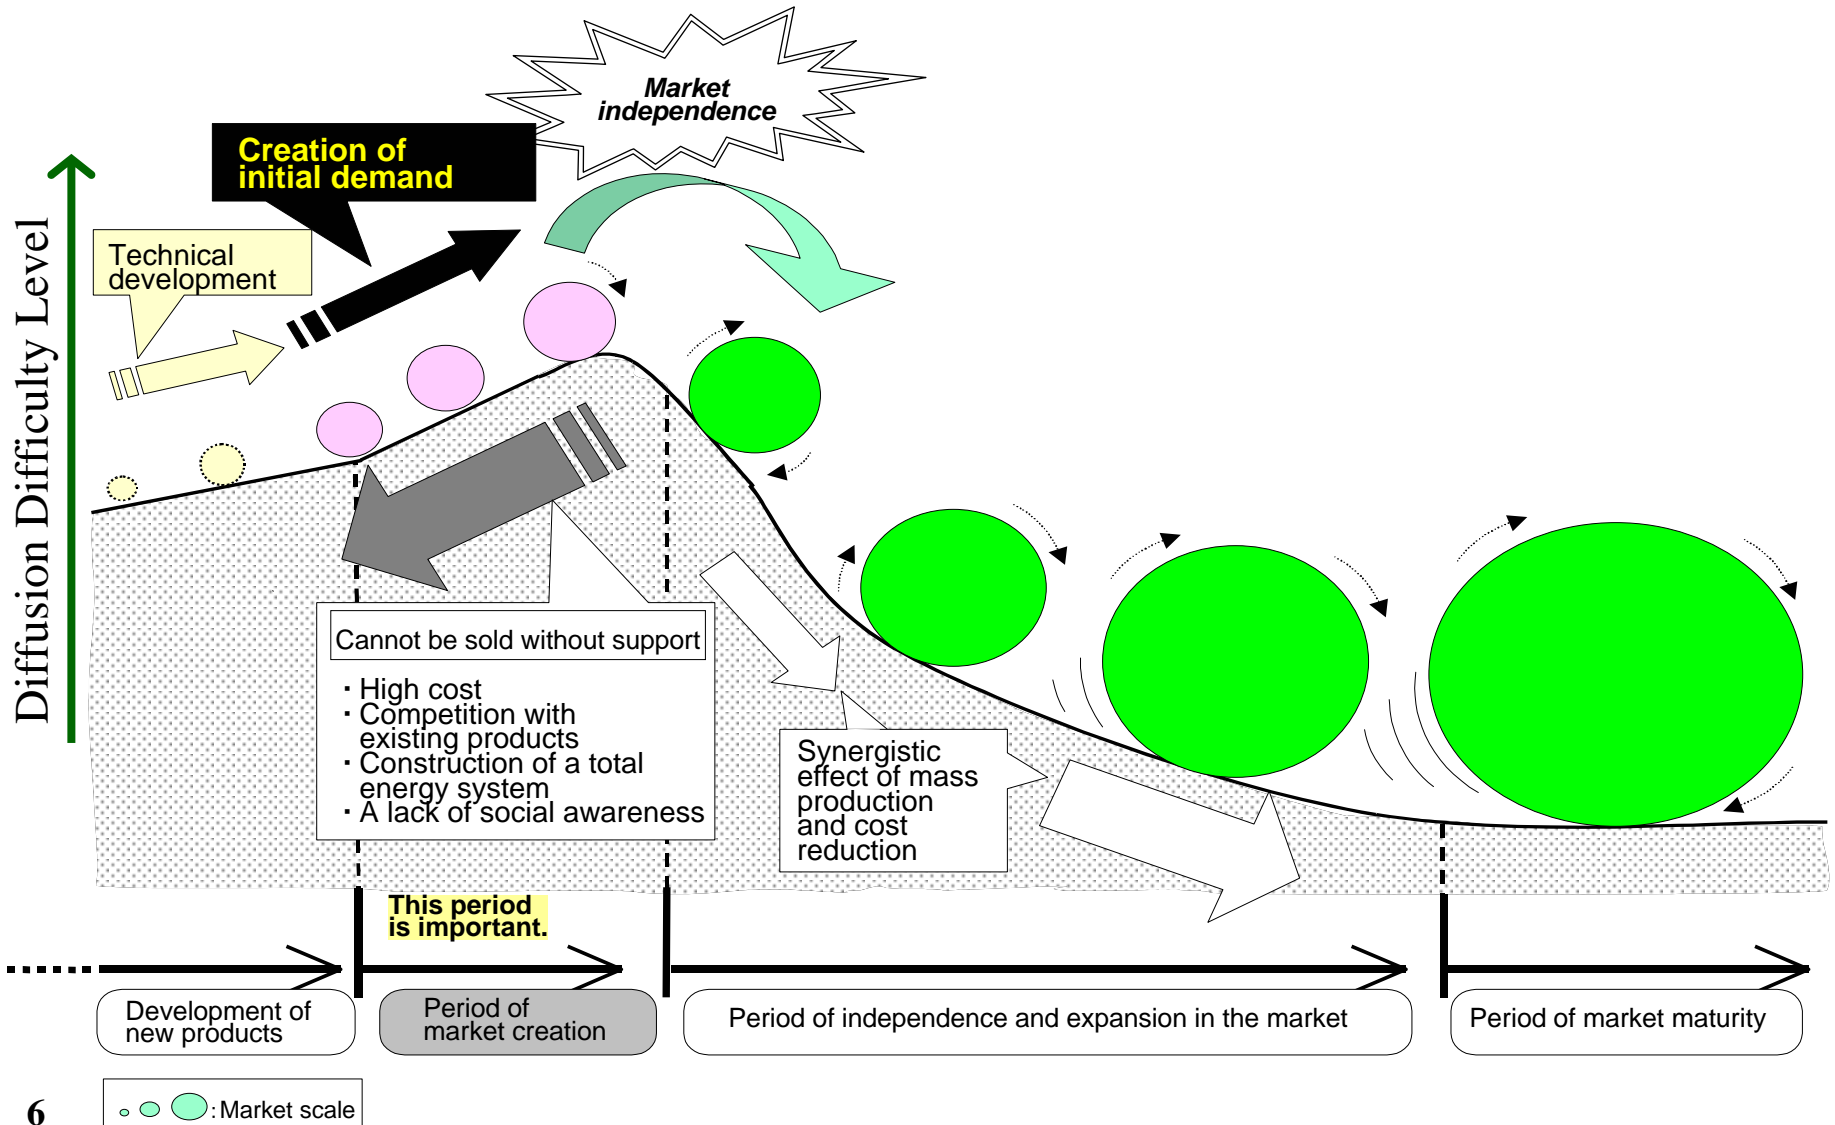 Market
independence
Creation of
initial demand
Technical
development
Diffusion Difficulty Level
Cannot be sold without support
・High cost
・Competition with
existing products
・Construction of a total
energy system
・A lack of social awareness
Synergistic
effect of mass
production
and cost
reduction
This period
is important.
Development of
new products
Period of
market creation
Period of independence and expansion in the market
Period of market maturity
6
: Market scale